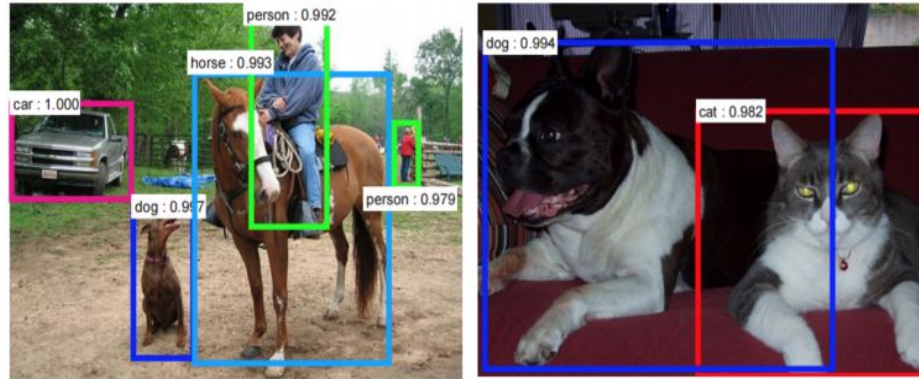 person : 0.992
horse : 0.993
car : 1.000
dog : 0.997
person : 0.979
dog : 0.994
cat : 0.982